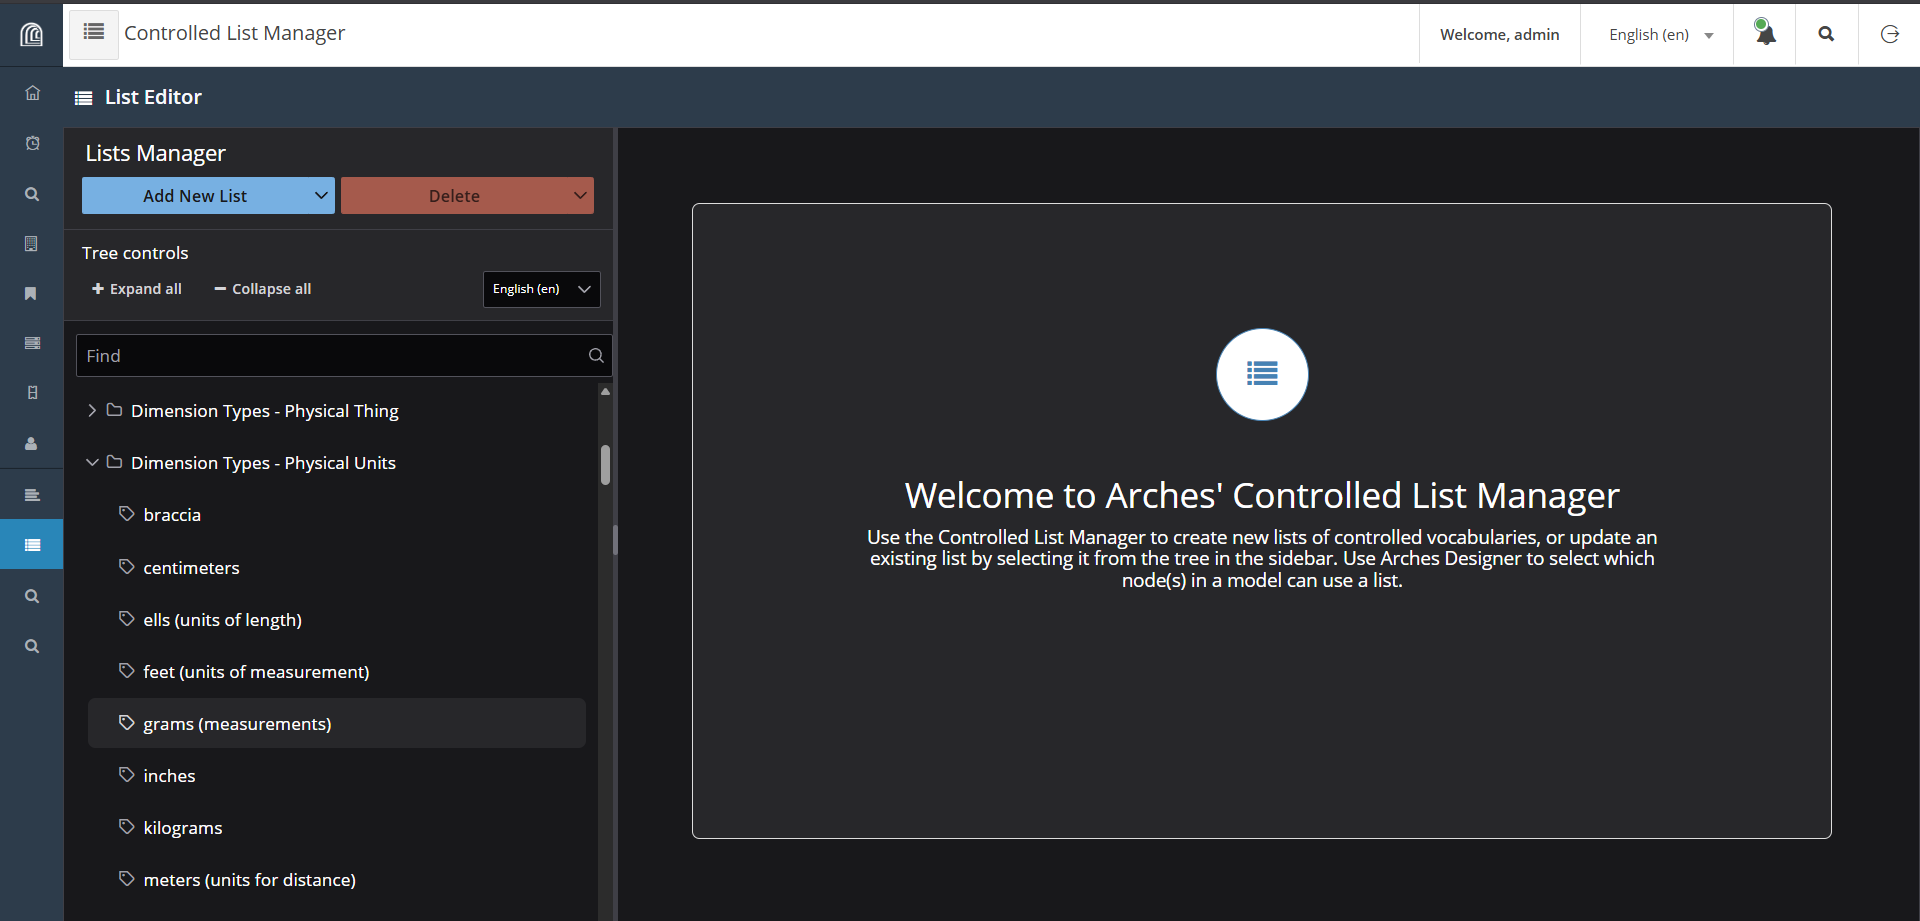 Controlled List Manager
Welcome, admin
English (en)
List Editor
Lists Manager
Add New List
Delete
Tree controls
Expand all
Collapse all
English (en)
Find
Dimension Types - Physical Thing
Dimension Types - Physical Units
braccia
centimeters
ells (units of length)
feet (units of measurement)
grams (measurements)
inches
kilograms
meters (units for distance)
Welcome to Arches' Controlled List Manager
Use the Controlled List Manager to create new lists of controlled vocabularies, or update an
existing list by selecting it from the tree in the sidebar. Use Arches Designer to select which
node(s) in a model can use a list.